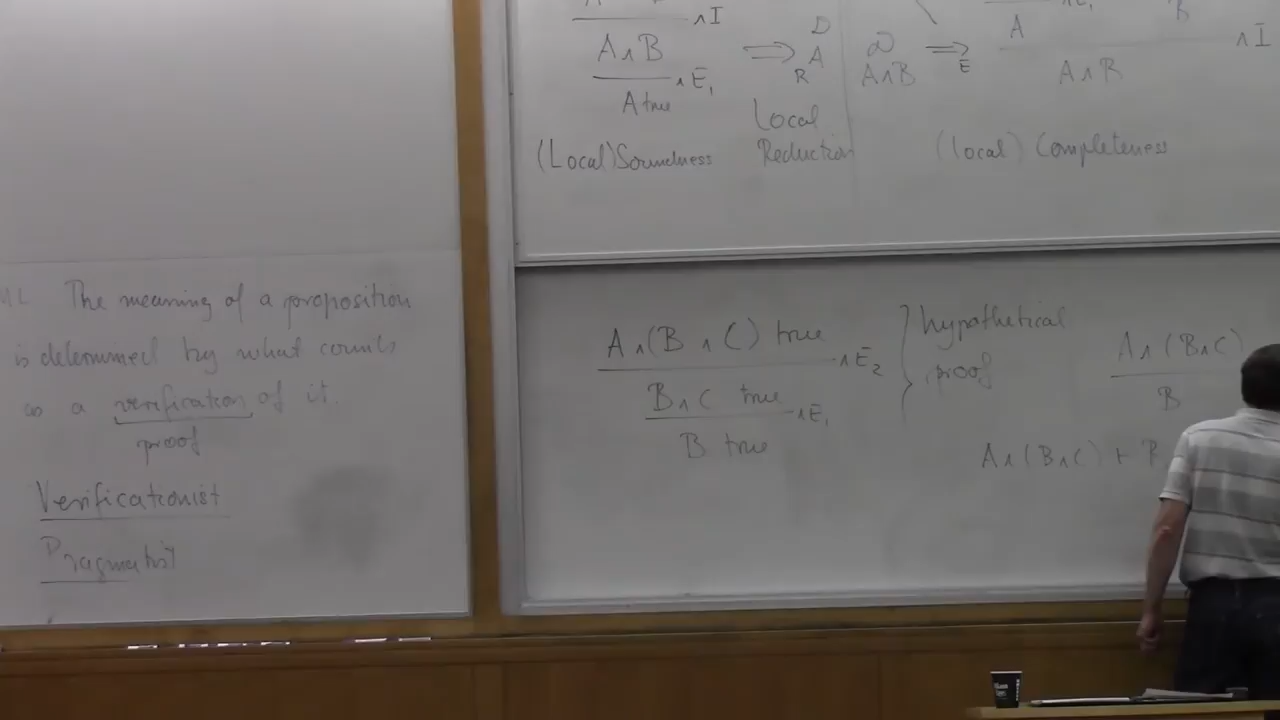 ML The meaning of a proposition
is determined by what counts
as a verification of it.
proof
Verificationist
Pragmatist
∧I
A∧B
∧E₁
A true
⟹
R
D
A
Local
Reduction
(Local) Soundness
D
A∧B
⟹
E
A
B
∧I
A∧B
(local) Completeness
A∧(B∧C) true
∧E₂
B∧C true
∧E₁
B true
} hypothetical
proof
A∧(B∧C)
B
A∧(B∧C) ⊢